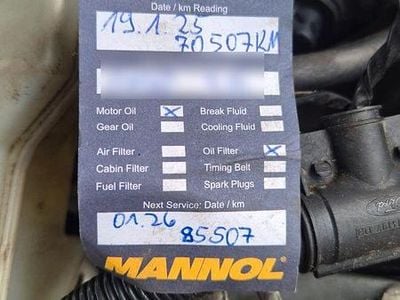 Date / km Reading
19.1.25
70507KM
Motor Oil Break Fluid
Gear Oil Cooling Fluid
Air Filter Oil Filter
Cabin Filter Timing Belt
Fuel Filter Spark Plugs
Next Service: Date / km
01.26
85507
MANNOL